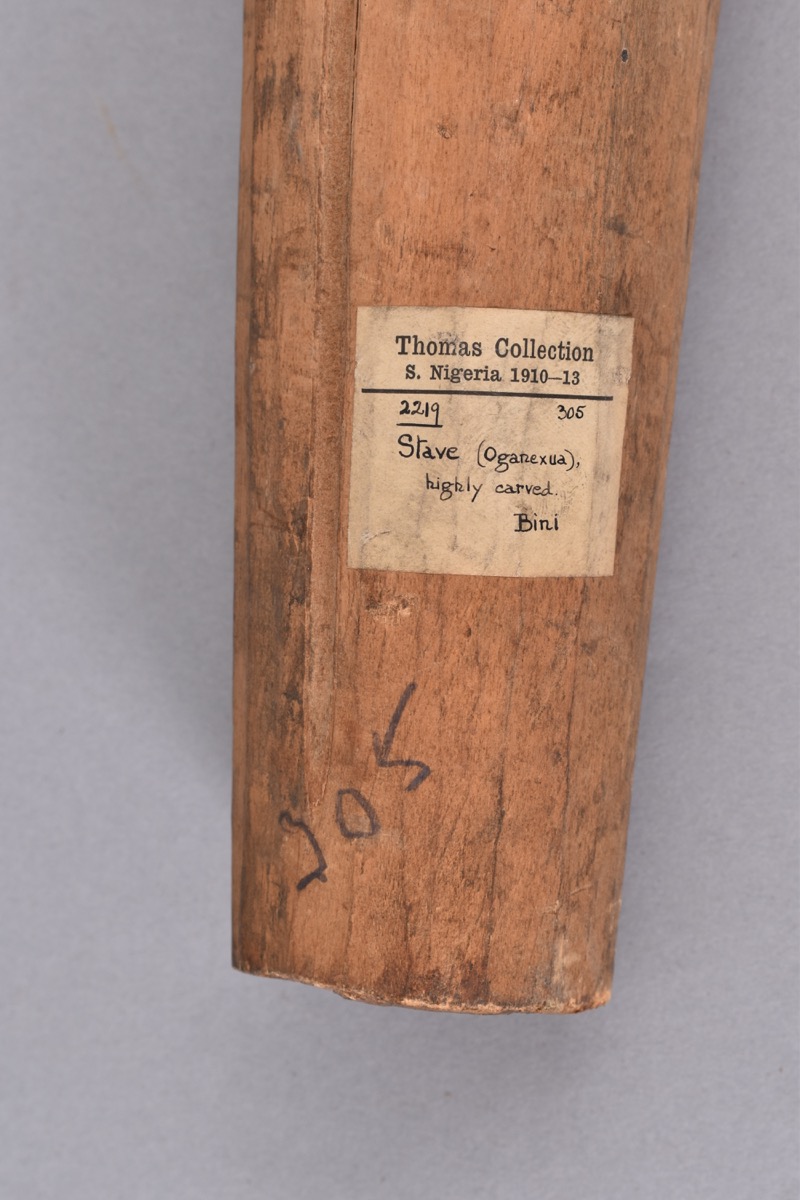 Thomas Collection
S. Nigeria 1910–13
2219 305
Stave (Oganexua),
highly carved.
Bini
305